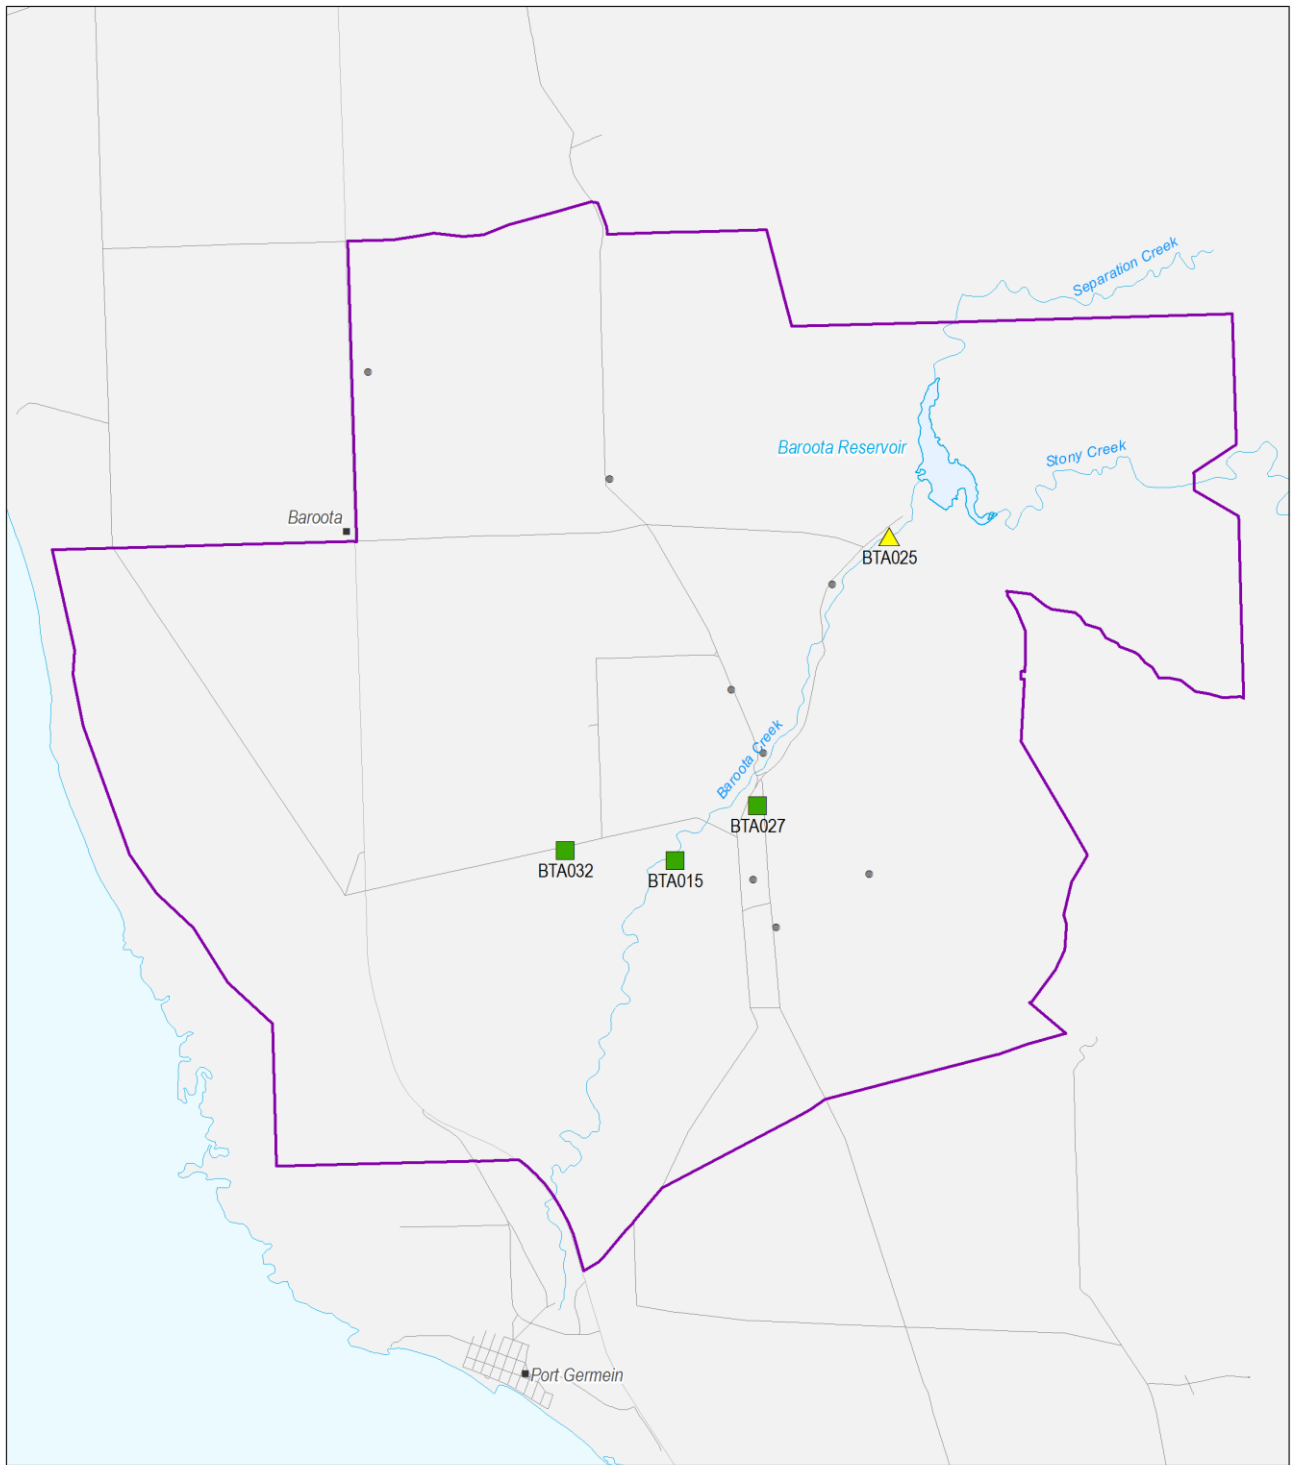 Separation Creek
Baroota Reservoir
Stony Creek
Baroota
BTA025
Baroota Creek
BTA027
BTA032
BTA015
Port Germein